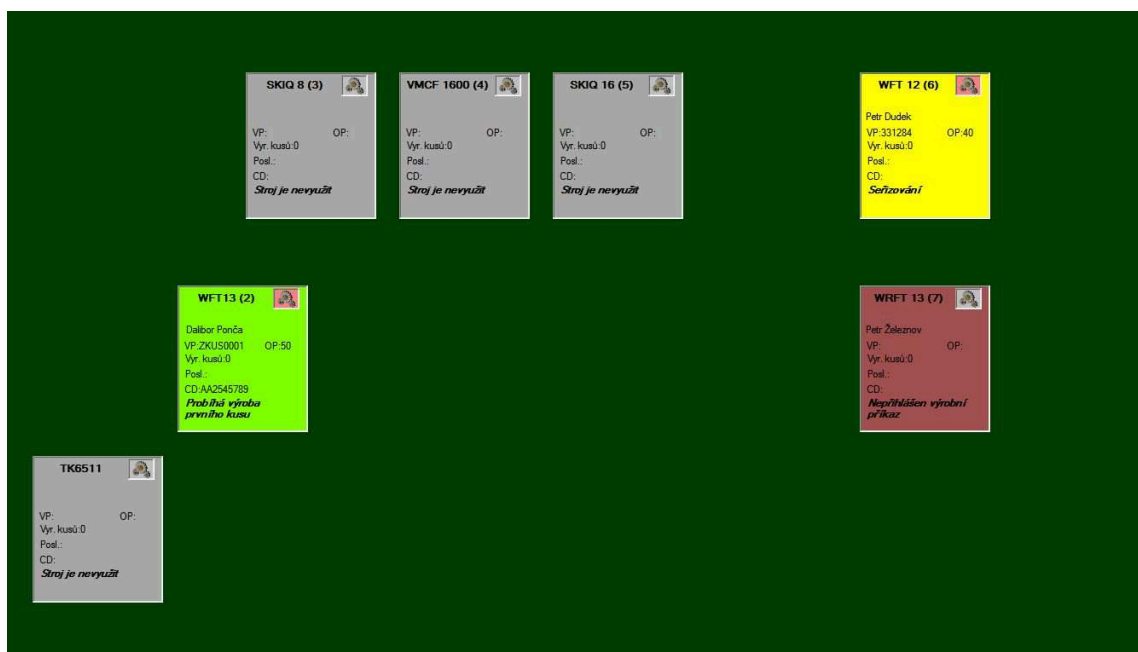 SKIQ 8 (3)
VP: OP:
Vyr. kusů:0
Posl.:
CD:
Stroj je nevyužit
VMCF 1600 (4)
VP: OP:
Vyr. kusů:0
Posl.:
CD:
Stroj je nevyužit
SKIQ 16 (5)
VP: OP:
Vyr. kusů:0
Posl.:
CD:
Stroj je nevyužit
WFT 12 (6)
Petr Dudek
VP:331284 OP:40
Vyr. kusů:0
Posl.:
CD:
Seřizování
WFT13 (2)
Dalibor Ponča
VP:ZKUS0001 OP:50
Vyr. kusů:0
Posl.:
CD:AA2545789
Probíhá výroba
prvního kusu
WRFT 13 (7)
Petr Železnov
VP: OP:
Vyr. kusů:0
Posl.:
CD:
Nepřihlášen výrobní
příkaz
TK6511
VP: OP:
Vyr. kusů:0
Posl.:
CD:
Stroj je nevyužit